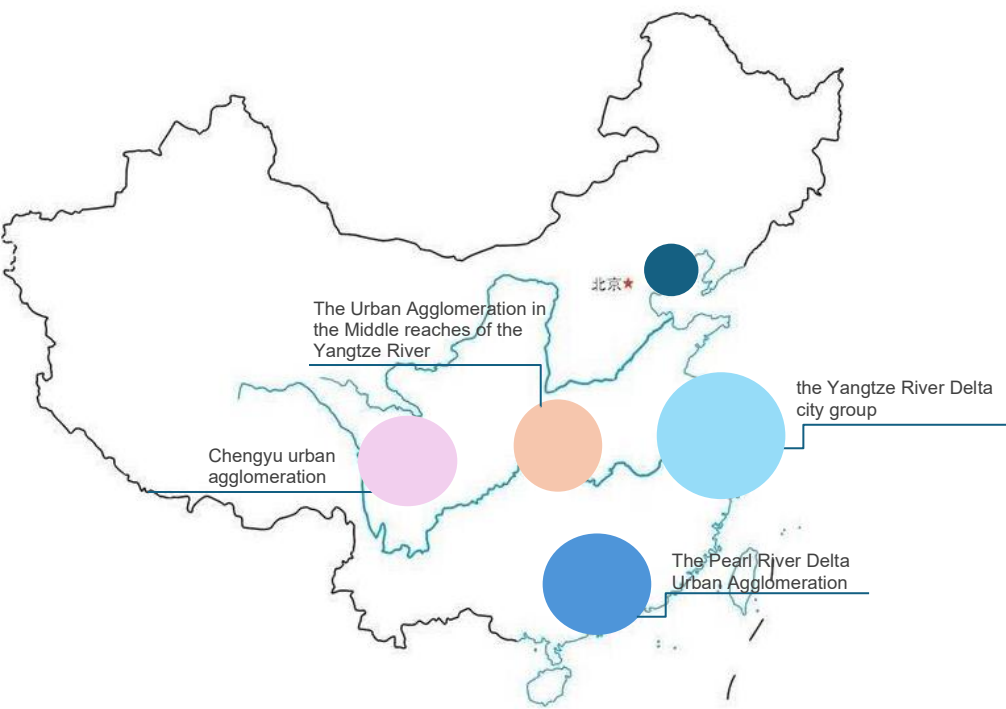 北京
The Urban Agglomeration in
the Middle reaches of the
Yangtze River
the Yangtze River Delta
city group
Chengyu urban
agglomeration
The Pearl River Delta
Urban Agglomeration